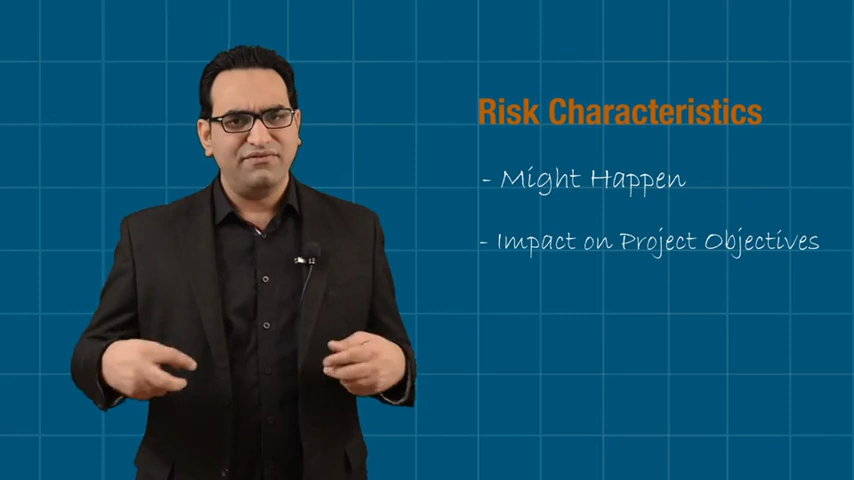 Risk Characteristics
- Might Happen
- Impact on Project Objectives